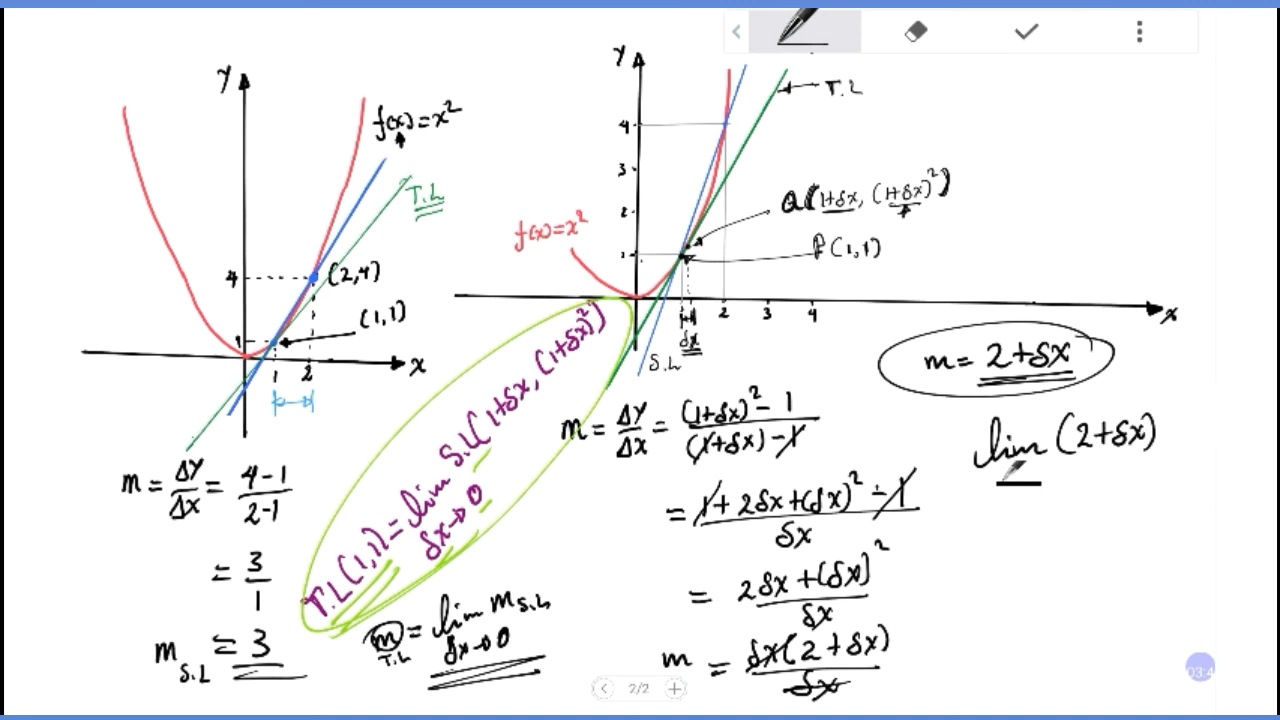 Y
f(x) = x²
T.L
4
(2,4)
(1,1)
1
1
2
x
m = ΔY/ΔX = (4-1)/(2-1)
= 3/1
m_S.L = 3
T.L(1,1) = lim S.L(1+δx, (1+δx)²)
δx→0
m_T.L = lim m_S.L
δx→0
Y
T.L
4
3
2
1
Q(1+δx, (1+δx)²)
P(1,1)
f(x) = x²
2
3
4
x
δx
S.L
m = ΔY/ΔX = ((1+δx)² - 1)/((1+δx) - 1)
= (1 + 2δx + (δx)² - 1)/δx
= (2δx + (δx)²)/δx
m = δx(2+δx)/δx
m = 2+δx
lim (2+δx)
2/2